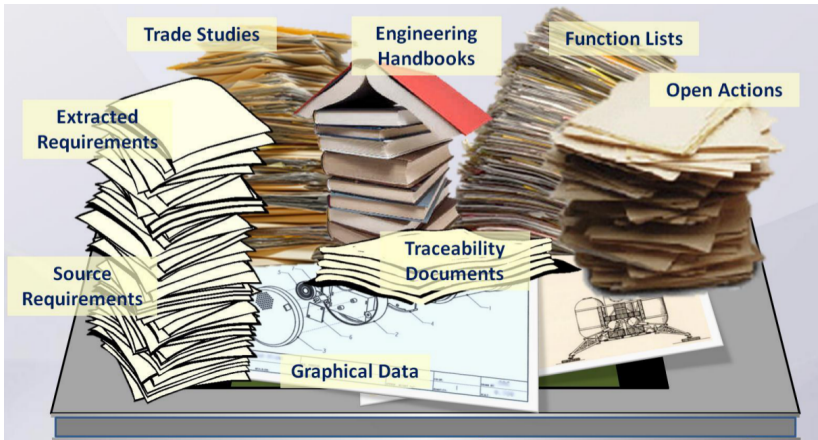 Trade Studies
Engineering
Handbooks
Function Lists
Open Actions
Extracted
Requirements
Traceability
Documents
Source
Requirements
Graphical Data